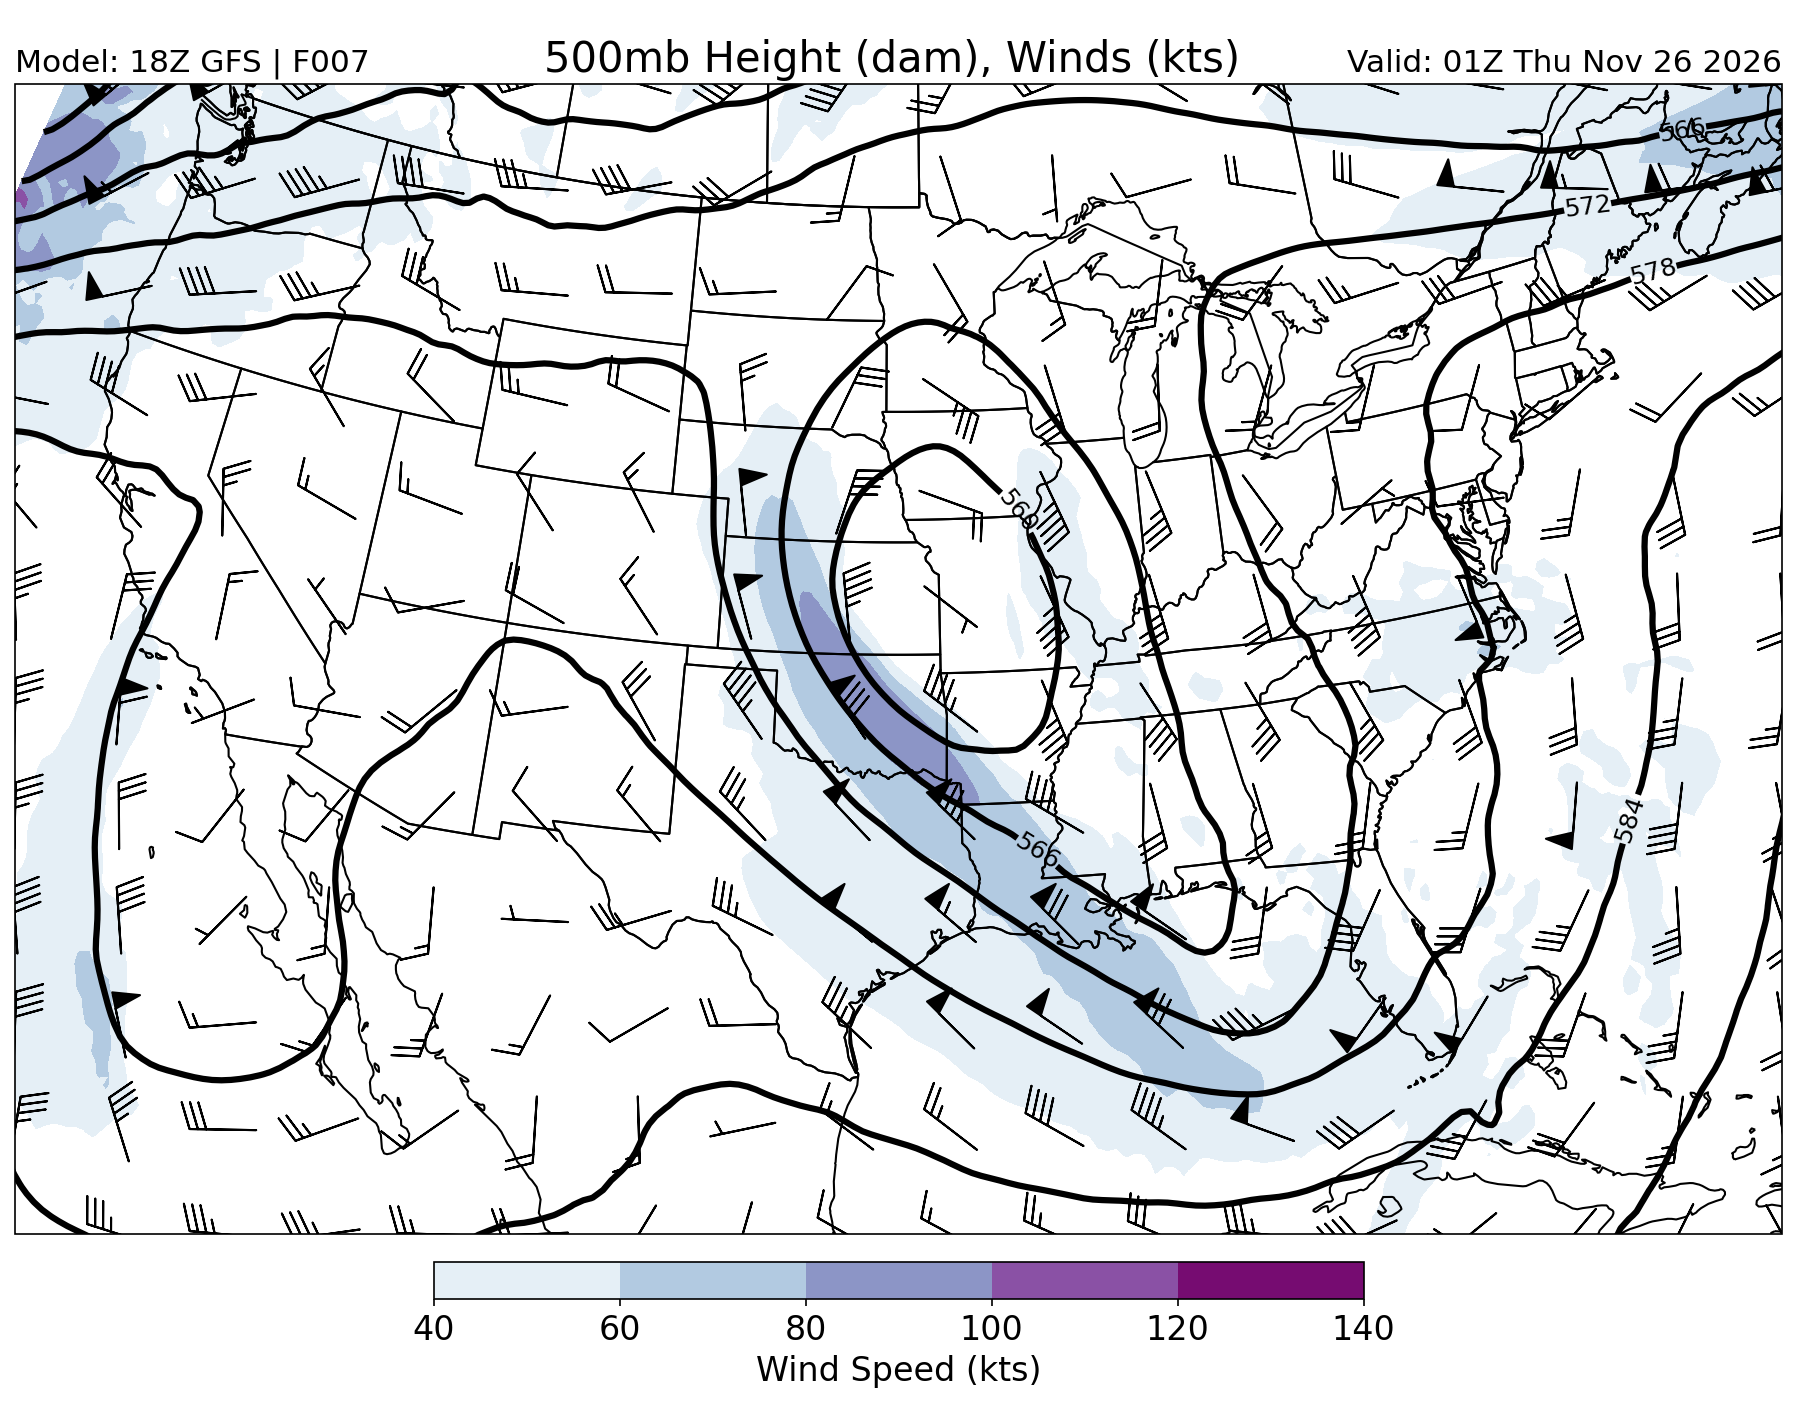 Model: 18Z GFS | F007
500mb Height (dam), Winds (kts)
Valid: 01Z Thu Nov 26 2026
566
572
578
560
584
566
40 60 80 100 120 140
Wind Speed (kts)